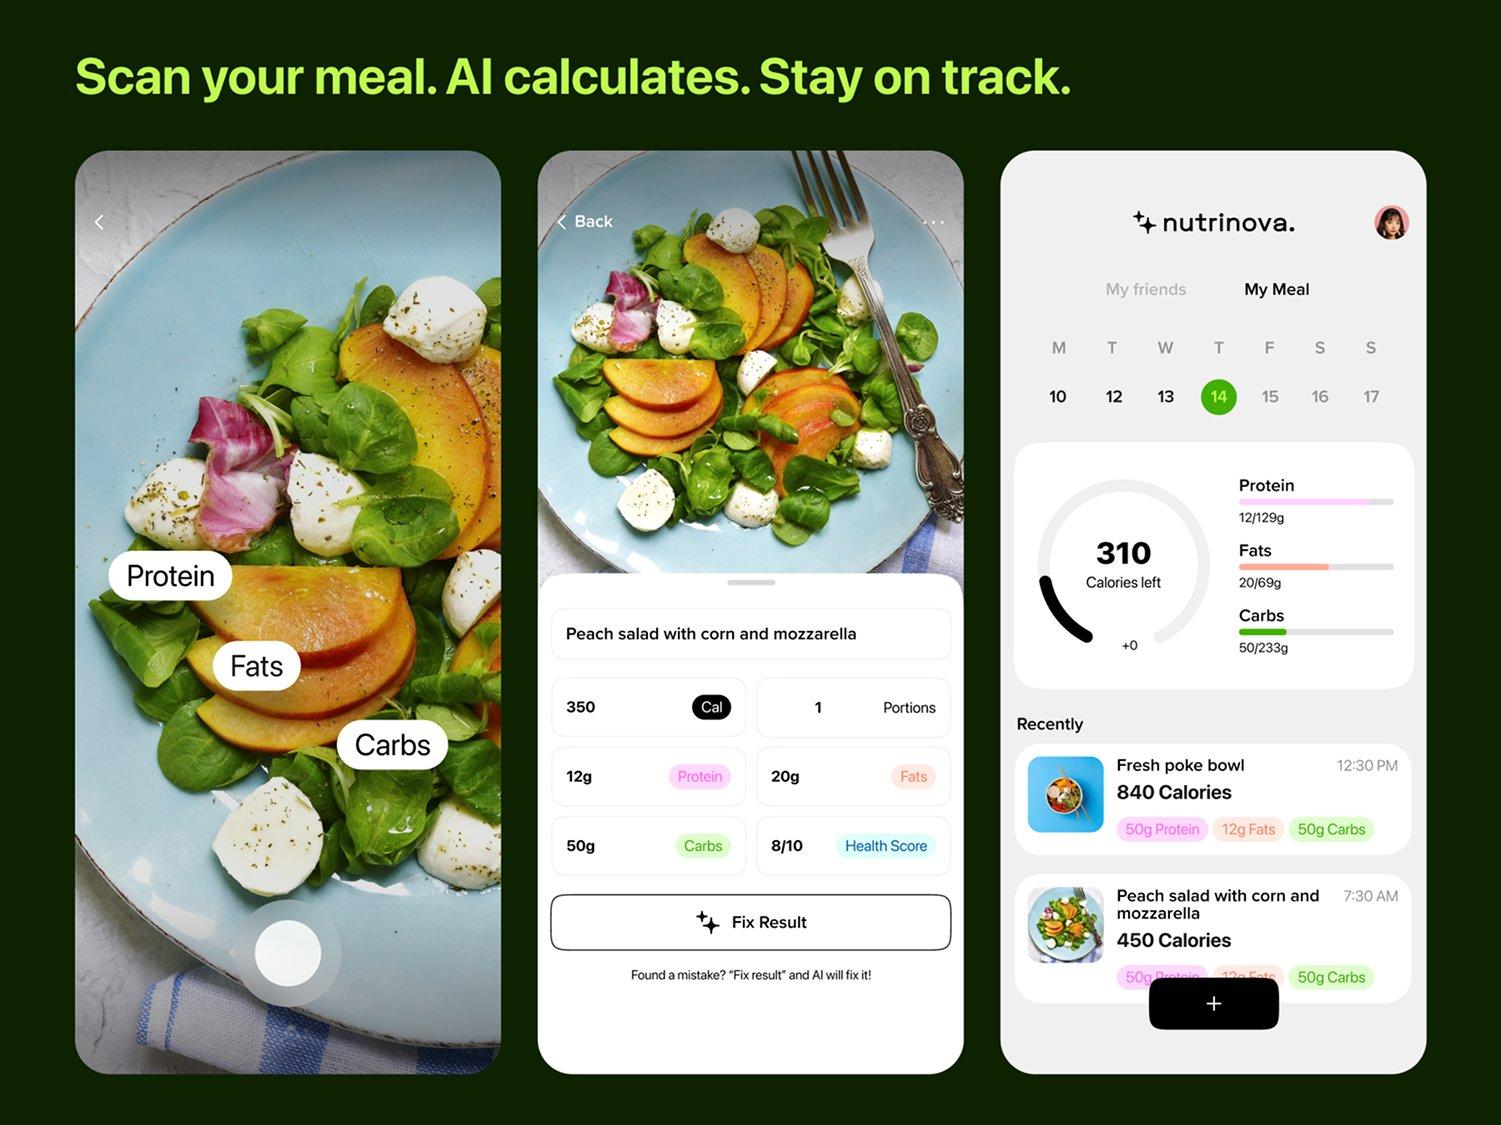 Scan your meal. AI calculates. Stay on track.
Protein
Fats
Carbs
Back
Peach salad with corn and mozzarella
350 Cal
1 Portions
12g Protein
20g Fats
50g Carbs
8/10 Health Score
Fix Result
Found a mistake? “Fix result” and AI will fix it!
nutrinova.
My friends My Meal
M T W T F S S
10 12 13 14 15 16 17
310
Calories left
+0
Protein
12/129g
Fats
20/69g
Carbs
50/233g
Recently
Fresh poke bowl 12:30 PM
840 Calories
50g Protein 12g Fats 50g Carbs
Peach salad with corn and 7:30 AM
mozzarella
450 Calories
50g Protein 12g Fats 50g Carbs
+